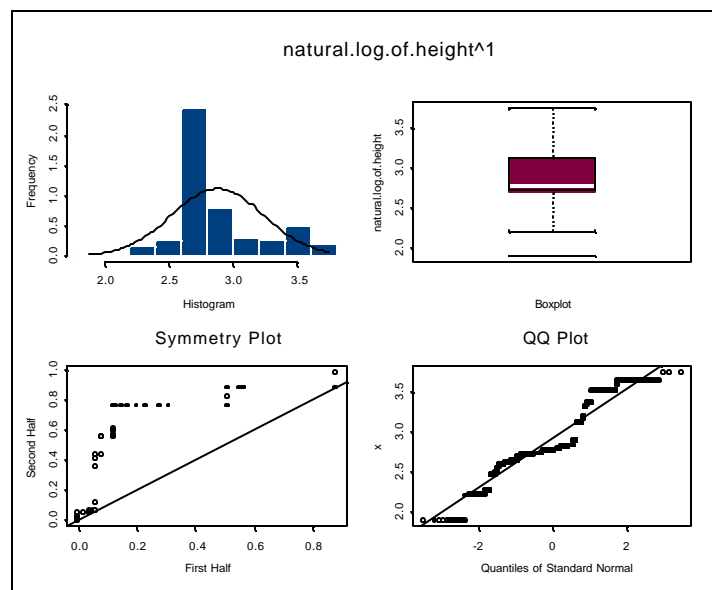 natural.log.of.height^1
Frequency
0.0 0.5 1.0 1.5 2.0 2.5
2.0 2.5 3.0 3.5
Histogram
natural.log.of.height
2.0 2.5 3.0 3.5
Boxplot
Symmetry Plot
Second Half
0.0 0.2 0.4 0.6 0.8 1.0
0.0 0.2 0.4 0.6 0.8
First Half
QQ Plot
x
2.0 2.5 3.0 3.5
-2 0 2
Quantiles of Standard Normal